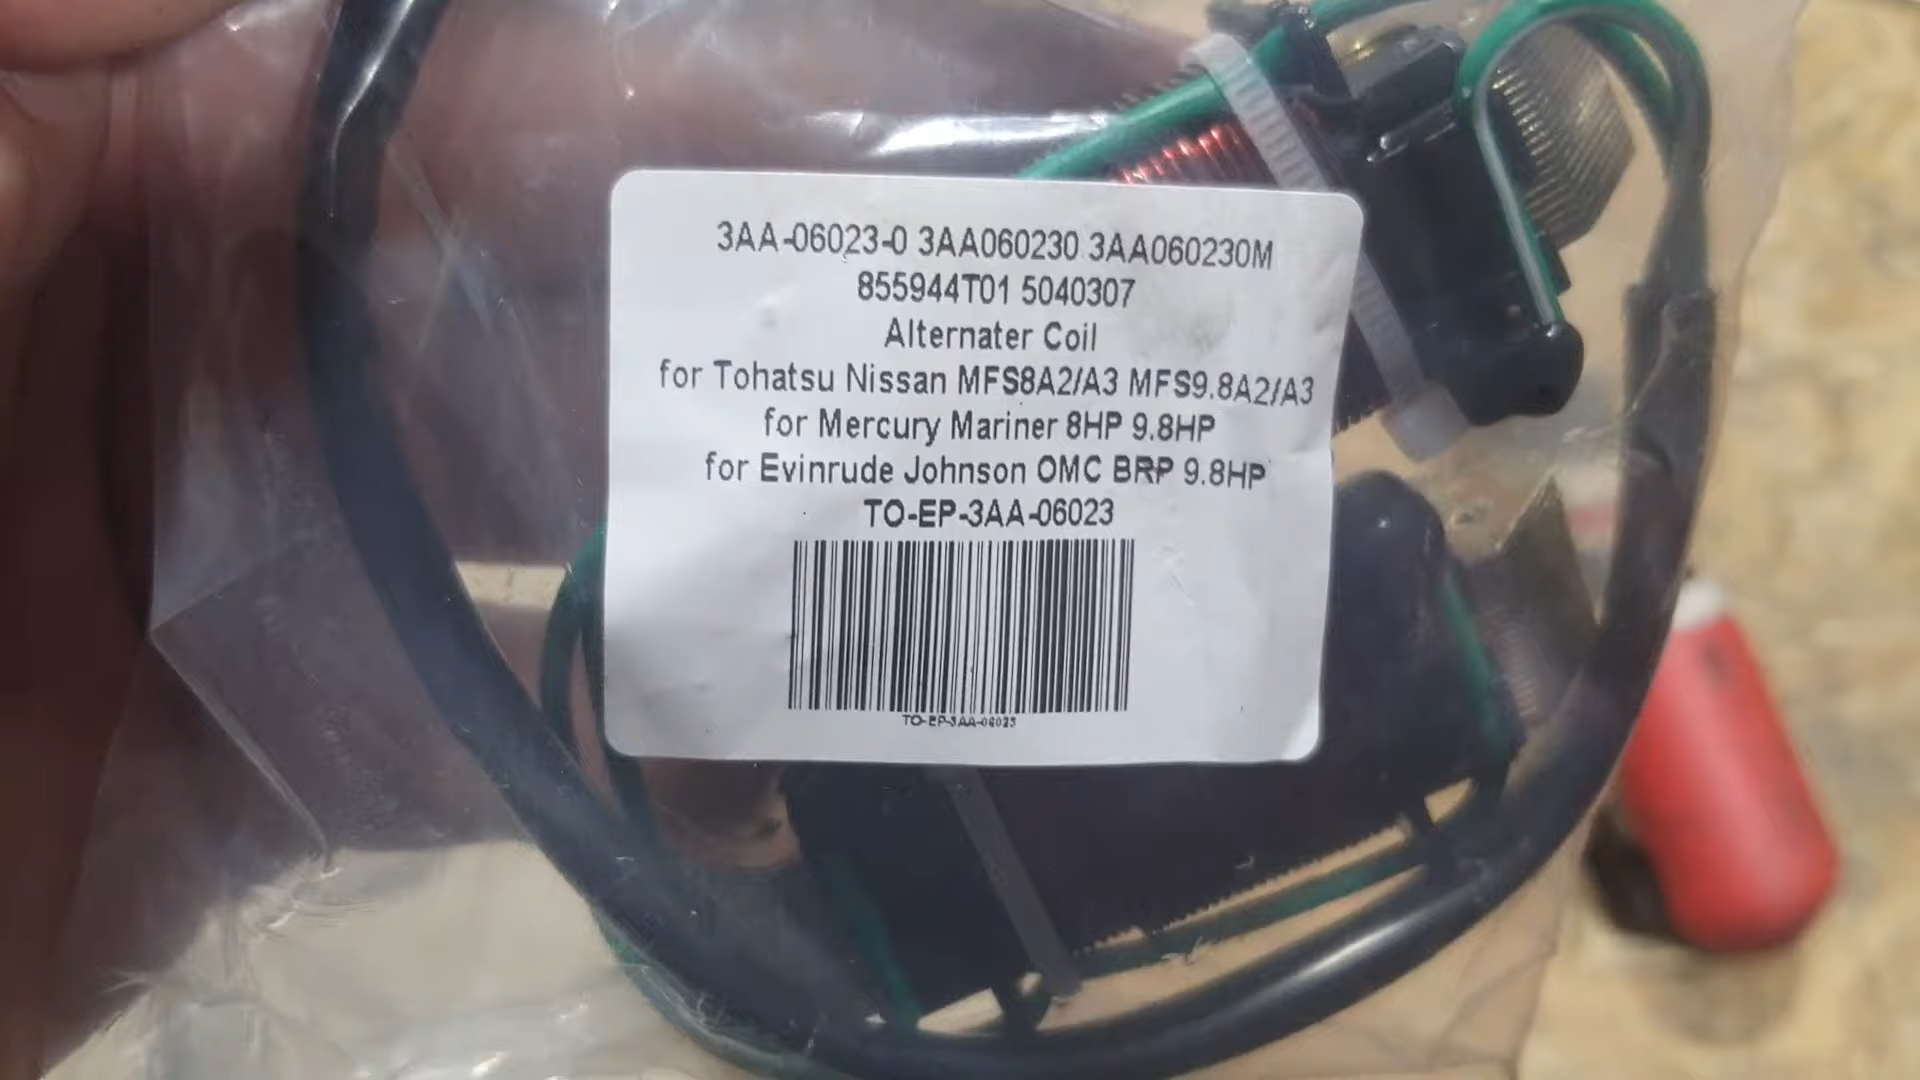 3AA-06023-0 3AA060230 3AA060230M
855944T01 5040307
Alternater Coil
for Tohatsu Nissan MFS8A2/A3 MFS9.8A2/A3
for Mercury Mariner 8HP 9.8HP
for Evinrude Johnson OMC BRP 9.8HP
TO-EP-3AA-06023
TO-EP-3AA-06023